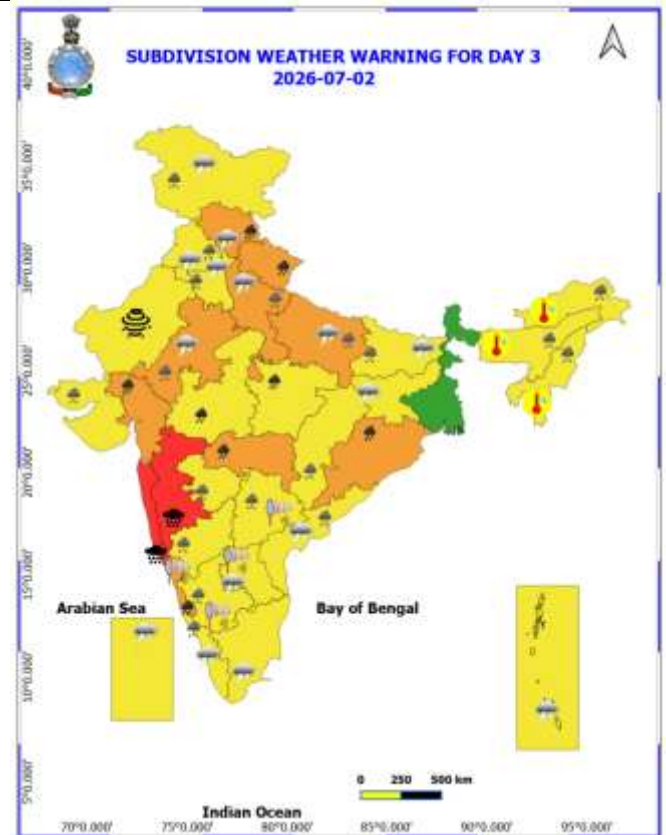 SUBDIVISION WEATHER WARNING FOR DAY 3
2026-07-02
40°0.000'
35°0.000'
30°0.000'
25°0.000'
20°0.000'
15°0.000'
10°0.000'
5°0.000'
Arabian Sea
Bay of Bengal
0 250 500 km
Indian Ocean
70°0.000' 75°0.000' 80°0.000' 85°0.000' 90°0.000' 95°0.000'